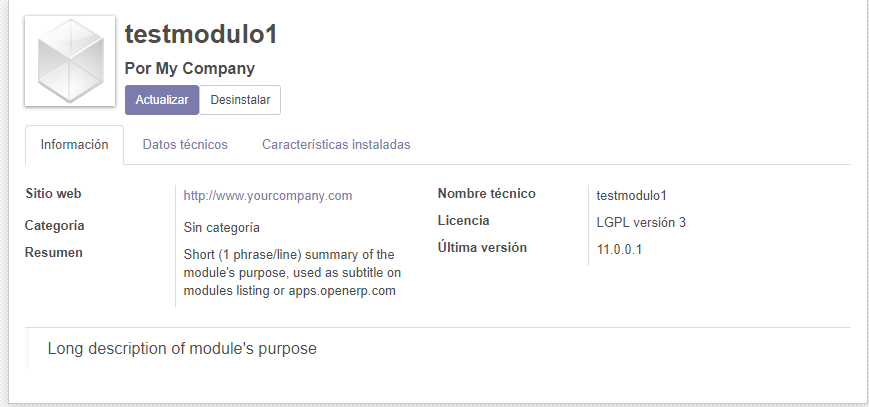 testmodulo1
Por My Company
Actualizar Desinstalar
Información Datos técnicos Características instaladas
Sitio web http://www.yourcompany.com
Categoría Sin categoría
Resumen Short (1 phrase/line) summary of the
module's purpose, used as subtitle on
modules listing or apps.openerp.com
Nombre técnico testmodulo1
Licencia LGPL versión 3
Última versión 11.0.0.1
Long description of module's purpose